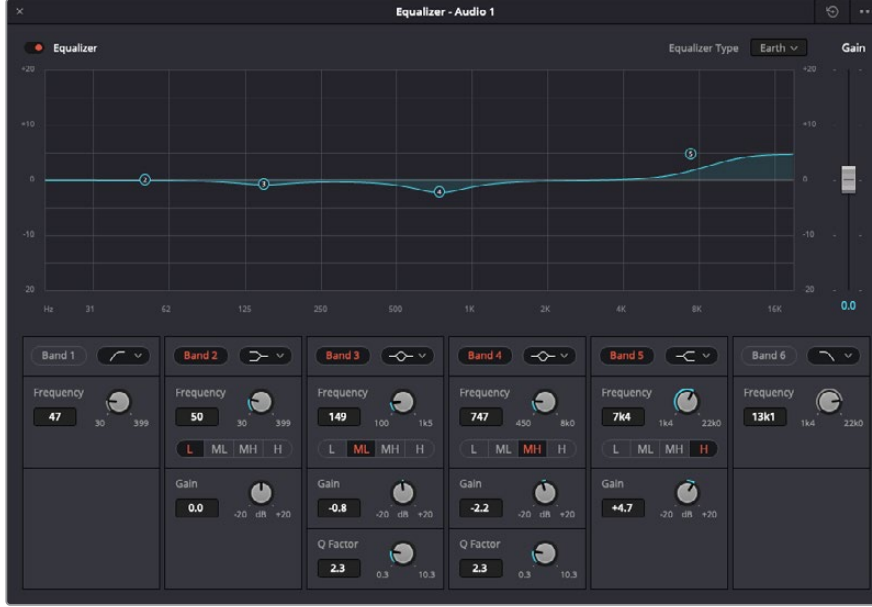 Equalizer - Audio 1
Equalizer
Equalizer Type Earth Gain
+20 +20
+10 +10
0 0
-10 -10
20 20
Hz 31 62 125 250 500 1K 2K 4K 8K 16K 0.0
2 3 4 5
Band 1 Band 2 Band 3 Band 4 Band 5 Band 6
Frequency Frequency Frequency Frequency Frequency Frequency
47 30 399 50 30 399 149 100 1k5 747 450 8k0 7k4 1k4 22k0 13k1 1k4 22k0
L ML MH H L ML MH H L ML MH H L ML MH H
Gain Gain Gain Gain
0.0 -20 dB +20 -0.8 -20 dB +20 -2.2 -20 dB +20 +4.7 -20 dB +20
Q Factor Q Factor
2.3 0.3 10.3 2.3 0.3 10.3